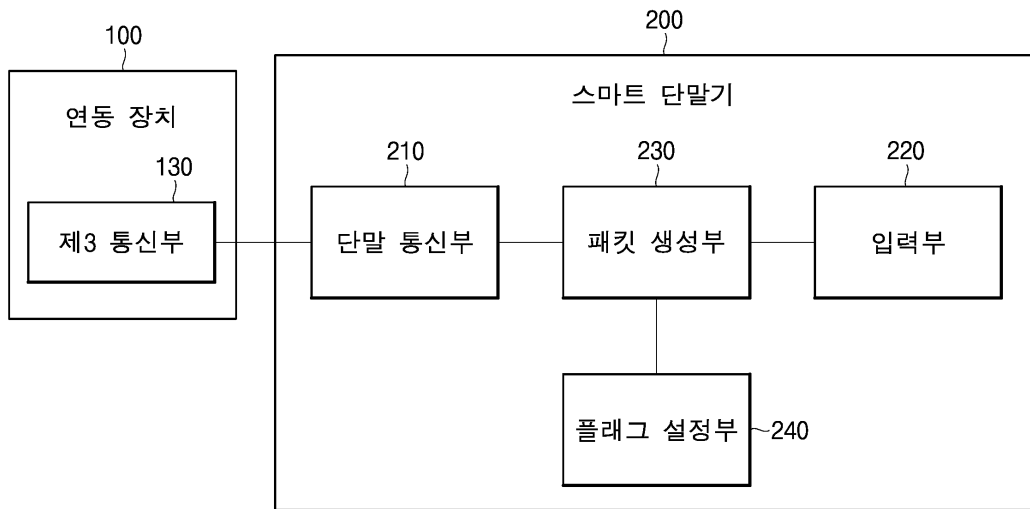 100
연동 장치
130
제3 통신부
200
스마트 단말기
210
단말 통신부
230
패킷 생성부
220
입력부
플래그 설정부
240